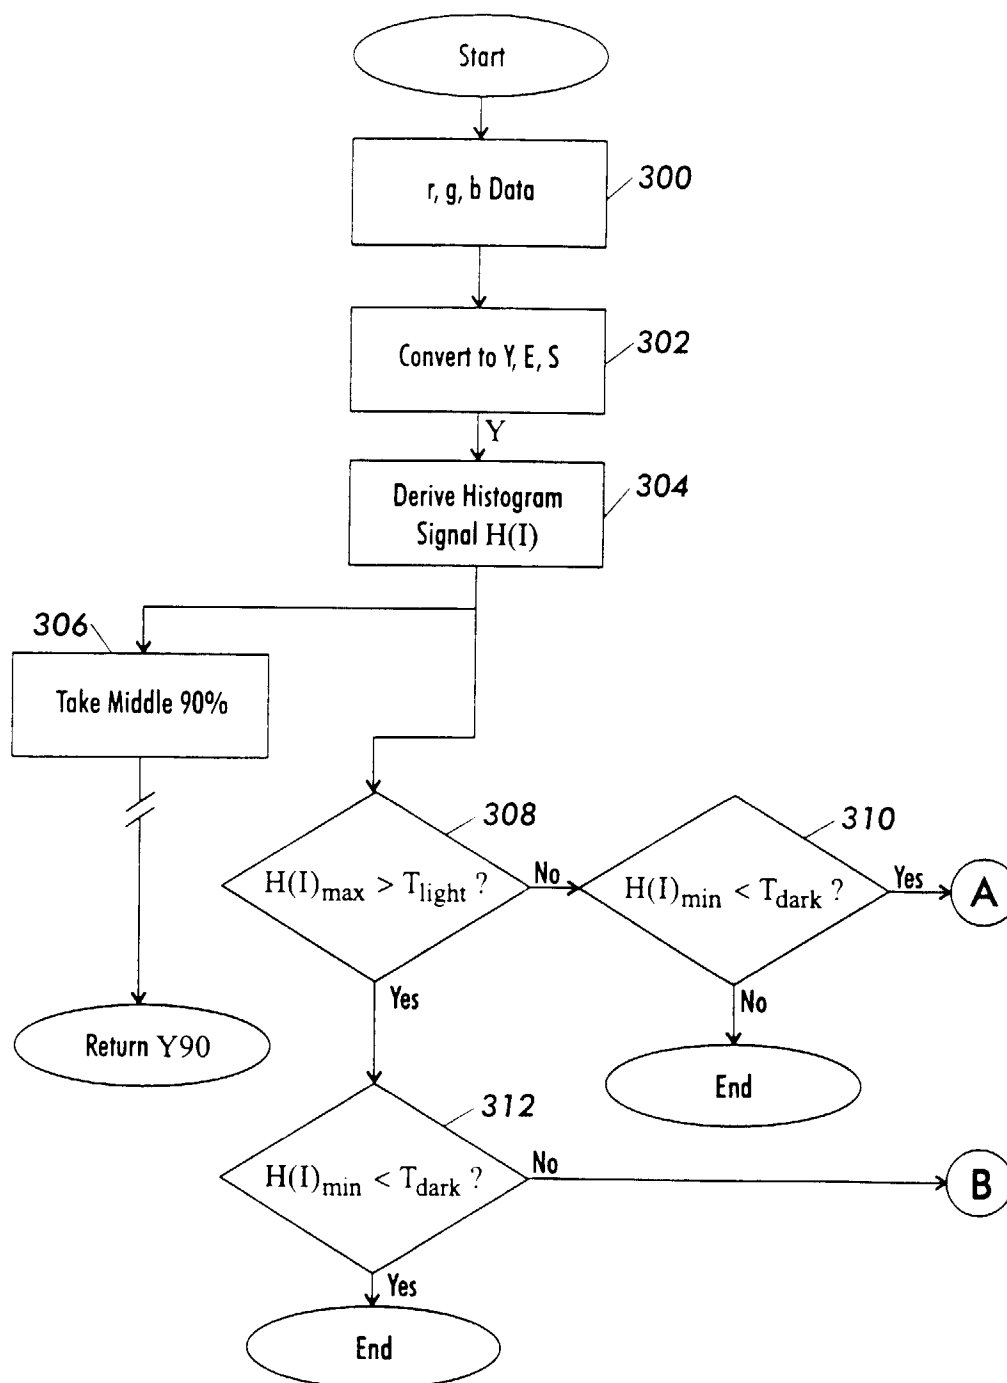 Start
r, g, b Data
300
Convert to Y, E, S
302
Y
Derive Histogram
Signal H(I)
304
306
Take Middle 90%
308
310
H(I)max > Tlight ?
No
H(I)min < Tdark ?
Yes
A
Yes
No
Return Y90
End
312
H(I)min < Tdark ?
No
B
Yes
End